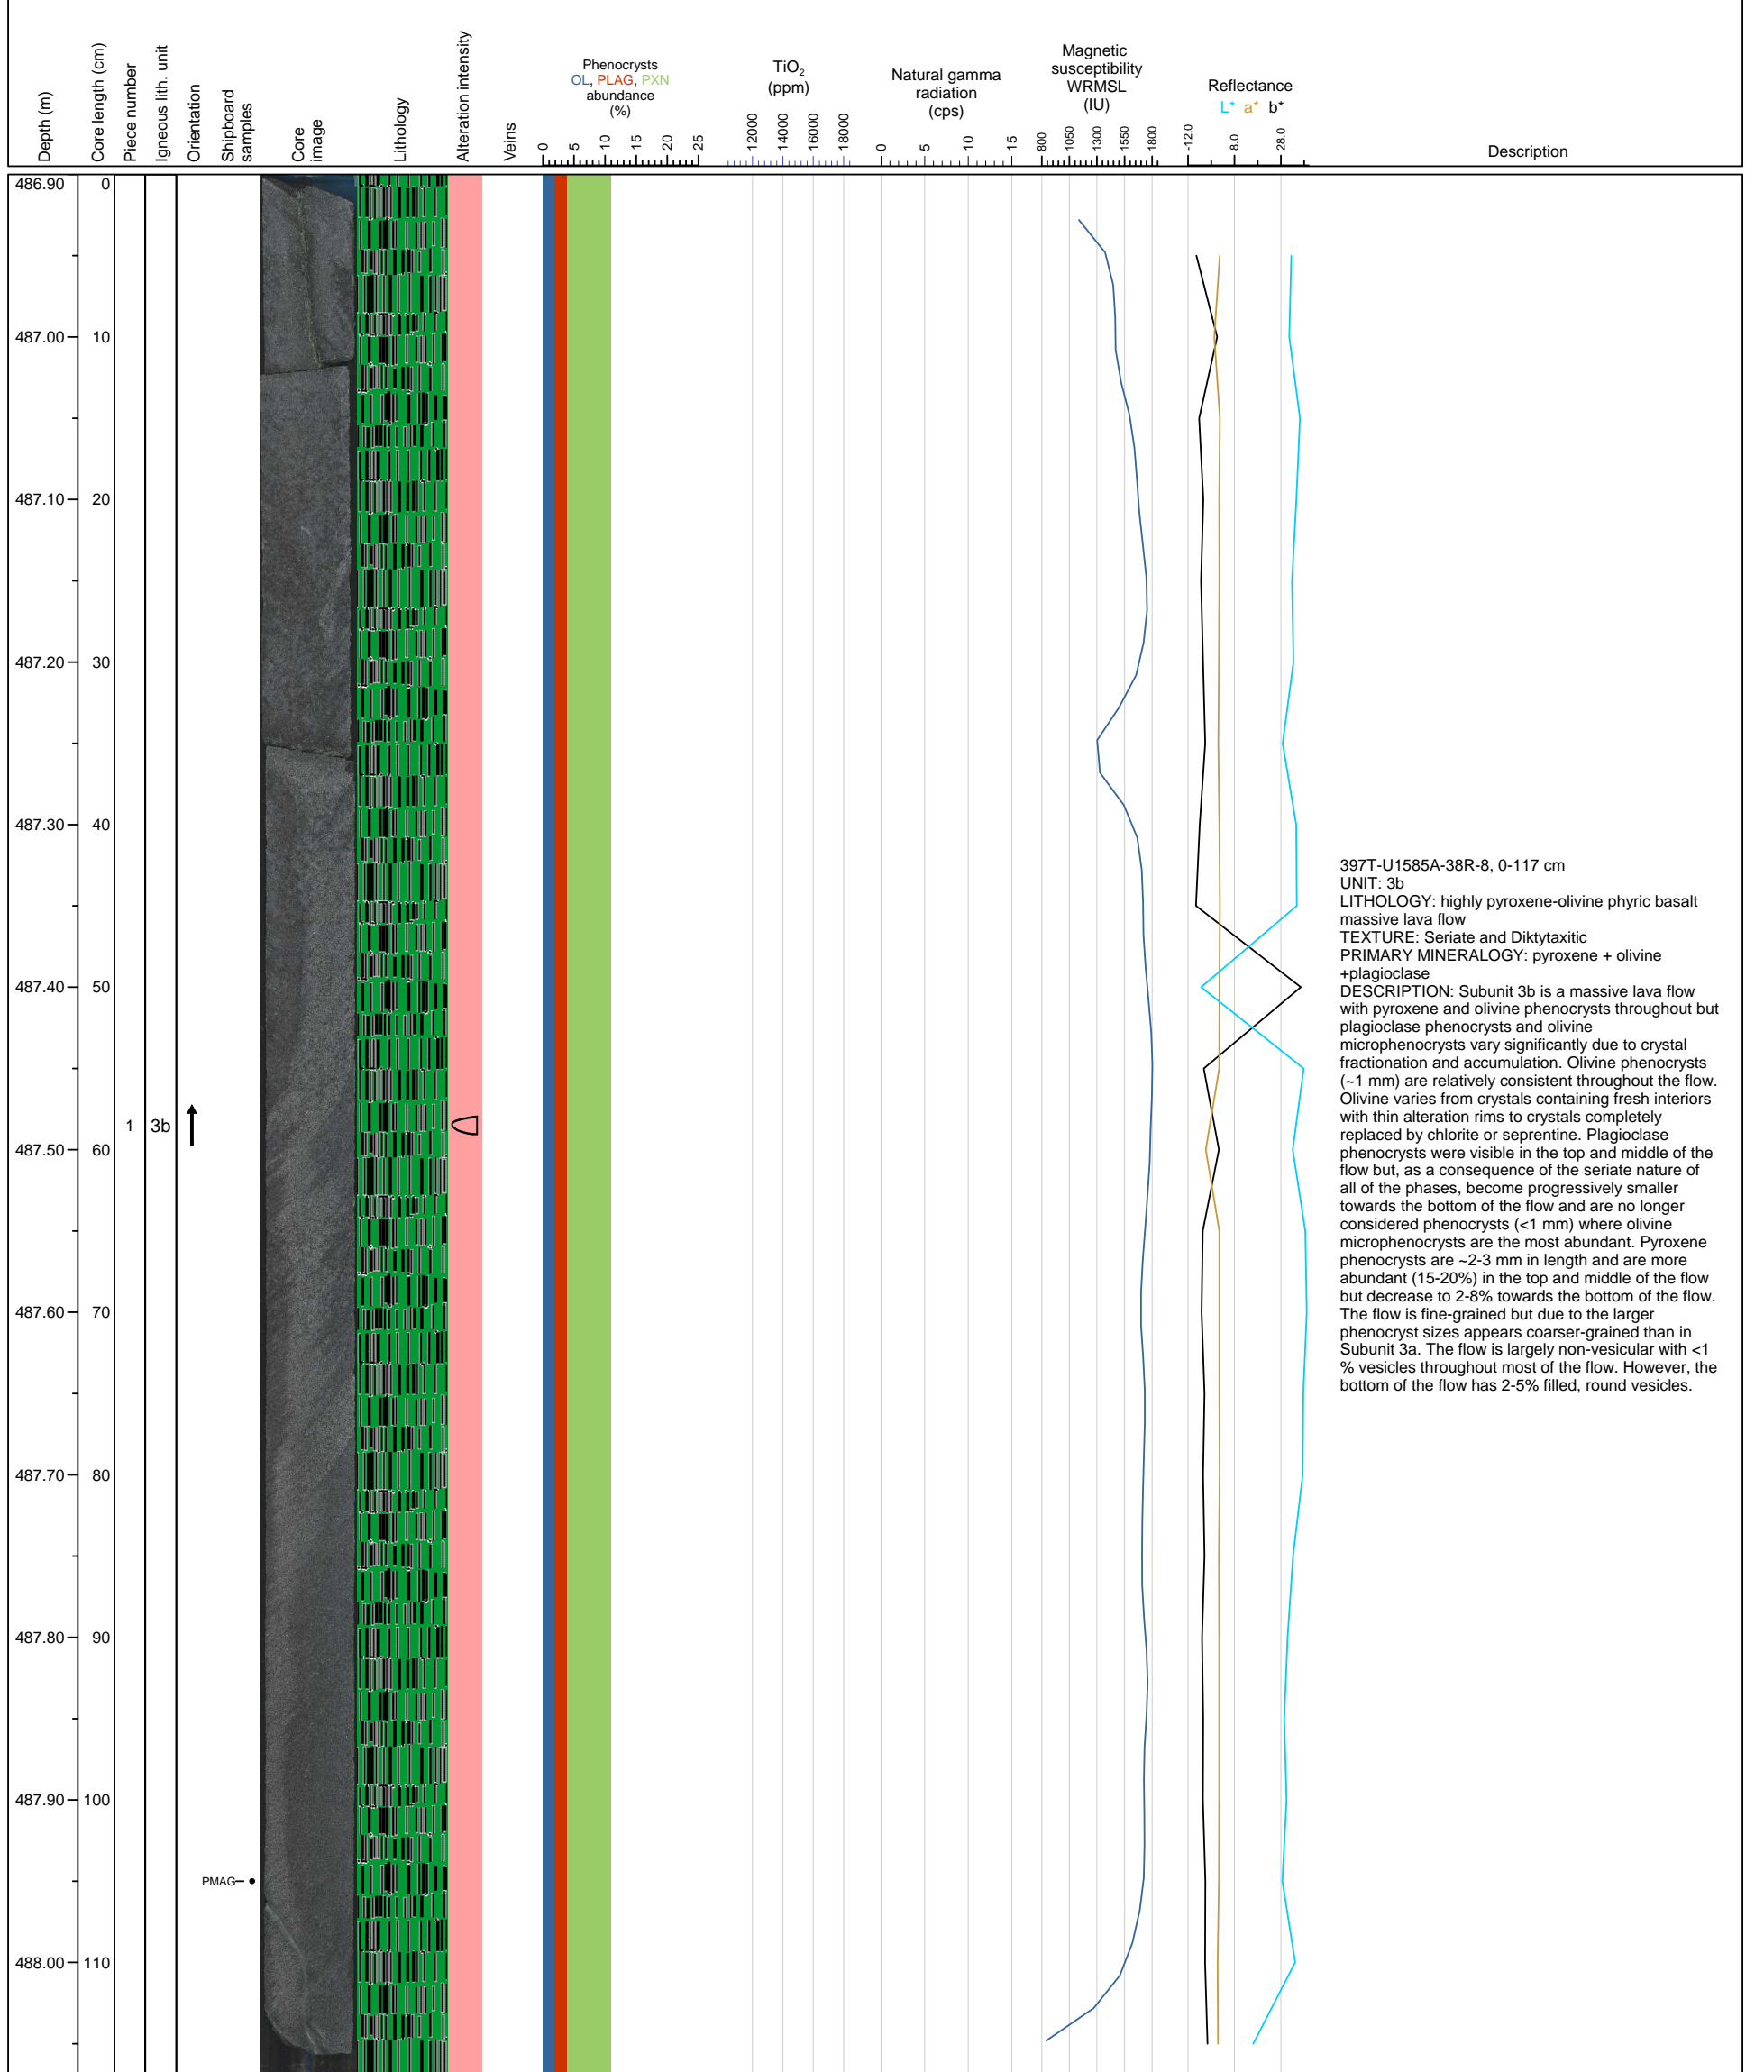 Depth (m)
Core length (cm)
Piece number
Igneous lith. unit
Orientation
Shipboard
samples
Core
image
Lithology
Alteration intensity
Veins
Phenocrysts
OL, PLAG, PXN
abundance
(%)
0 5 10 15 20 25
TiO2
(ppm)
12000 14000 16000 18000
Natural gamma
radiation
(cps)
0 5 10 15
Magnetic
susceptibility
WRMSL
(IU)
800 1050 1300 1550 1800
Reflectance
L* a* b*
-12.0 8.0 28.0
Description
486.90 0
487.00 10
487.10 20
487.20 30
487.30 40
487.40 50
487.50 60
487.60 70
487.70 80
487.80 90
487.90 100
488.00 110
1 3b
PMAG
397T-U1585A-38R-8, 0-117 cm
UNIT: 3b
LITHOLOGY: highly pyroxene-olivine phyric basalt
massive lava flow
TEXTURE: Seriate and Diktytaxitic
PRIMARY MINERALOGY: pyroxene + olivine
+plagioclase
DESCRIPTION: Subunit 3b is a massive lava flow
with pyroxene and olivine phenocrysts throughout but
plagioclase phenocrysts and olivine
microphenocrysts vary significantly due to crystal
fractionation and accumulation. Olivine phenocrysts
(~1 mm) are relatively consistent throughout the flow.
Olivine varies from crystals containing fresh interiors
with thin alteration rims to crystals completely
replaced by chlorite or seprentine. Plagioclase
phenocrysts were visible in the top and middle of the
flow but, as a consequence of the seriate nature of
all of the phases, become progressively smaller
towards the bottom of the flow and are no longer
considered phenocrysts (<1 mm) where olivine
microphenocrysts are the most abundant. Pyroxene
phenocrysts are ~2-3 mm in length and are more
abundant (15-20%) in the top and middle of the flow
but decrease to 2-8% towards the bottom of the flow.
The flow is fine-grained but due to the larger
phenocryst sizes appears coarser-grained than in
Subunit 3a. The flow is largely non-vesicular with <1
% vesicles throughout most of the flow. However, the
bottom of the flow has 2-5% filled, round vesicles.